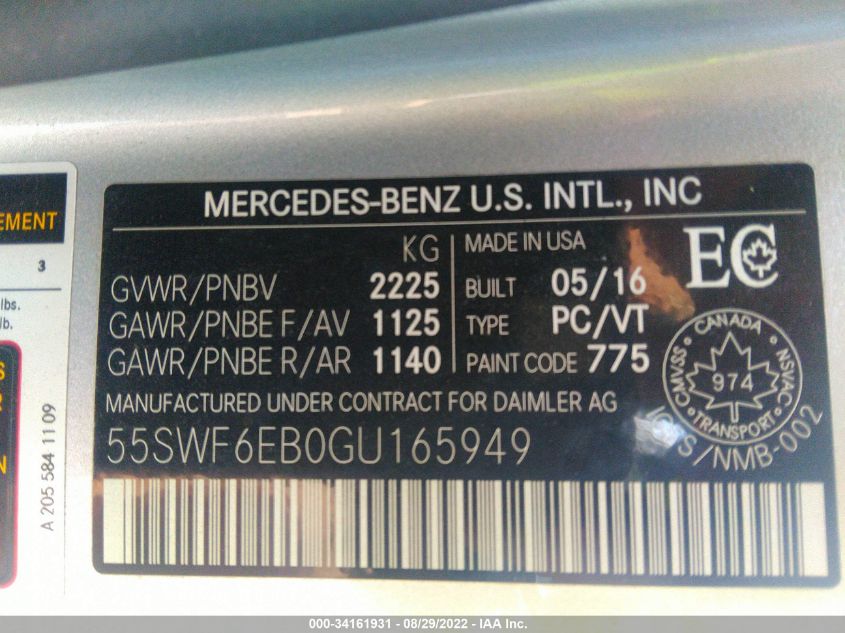 MERCEDES-BENZ U.S. INTL., INC
KG
GVWR/PNBV 2225
GAWR/PNBE F/AV 1125
GAWR/PNBE R/AR 1140
MADE IN USA
BUILT 05/16
TYPE PC/VT
PAINT CODE 775
EC
CANADA
CMVSS 974 NSVAC
TRANSPORT
MANUFACTURED UNDER CONTRACT FOR DAIMLER AG
/NMB-002
55SWF6EB0GU165949
EMENT
3
lbs.
lb.
S
R
N
A 205 584 11 09
000-34161931 - 08/29/2022 - IAA Inc.